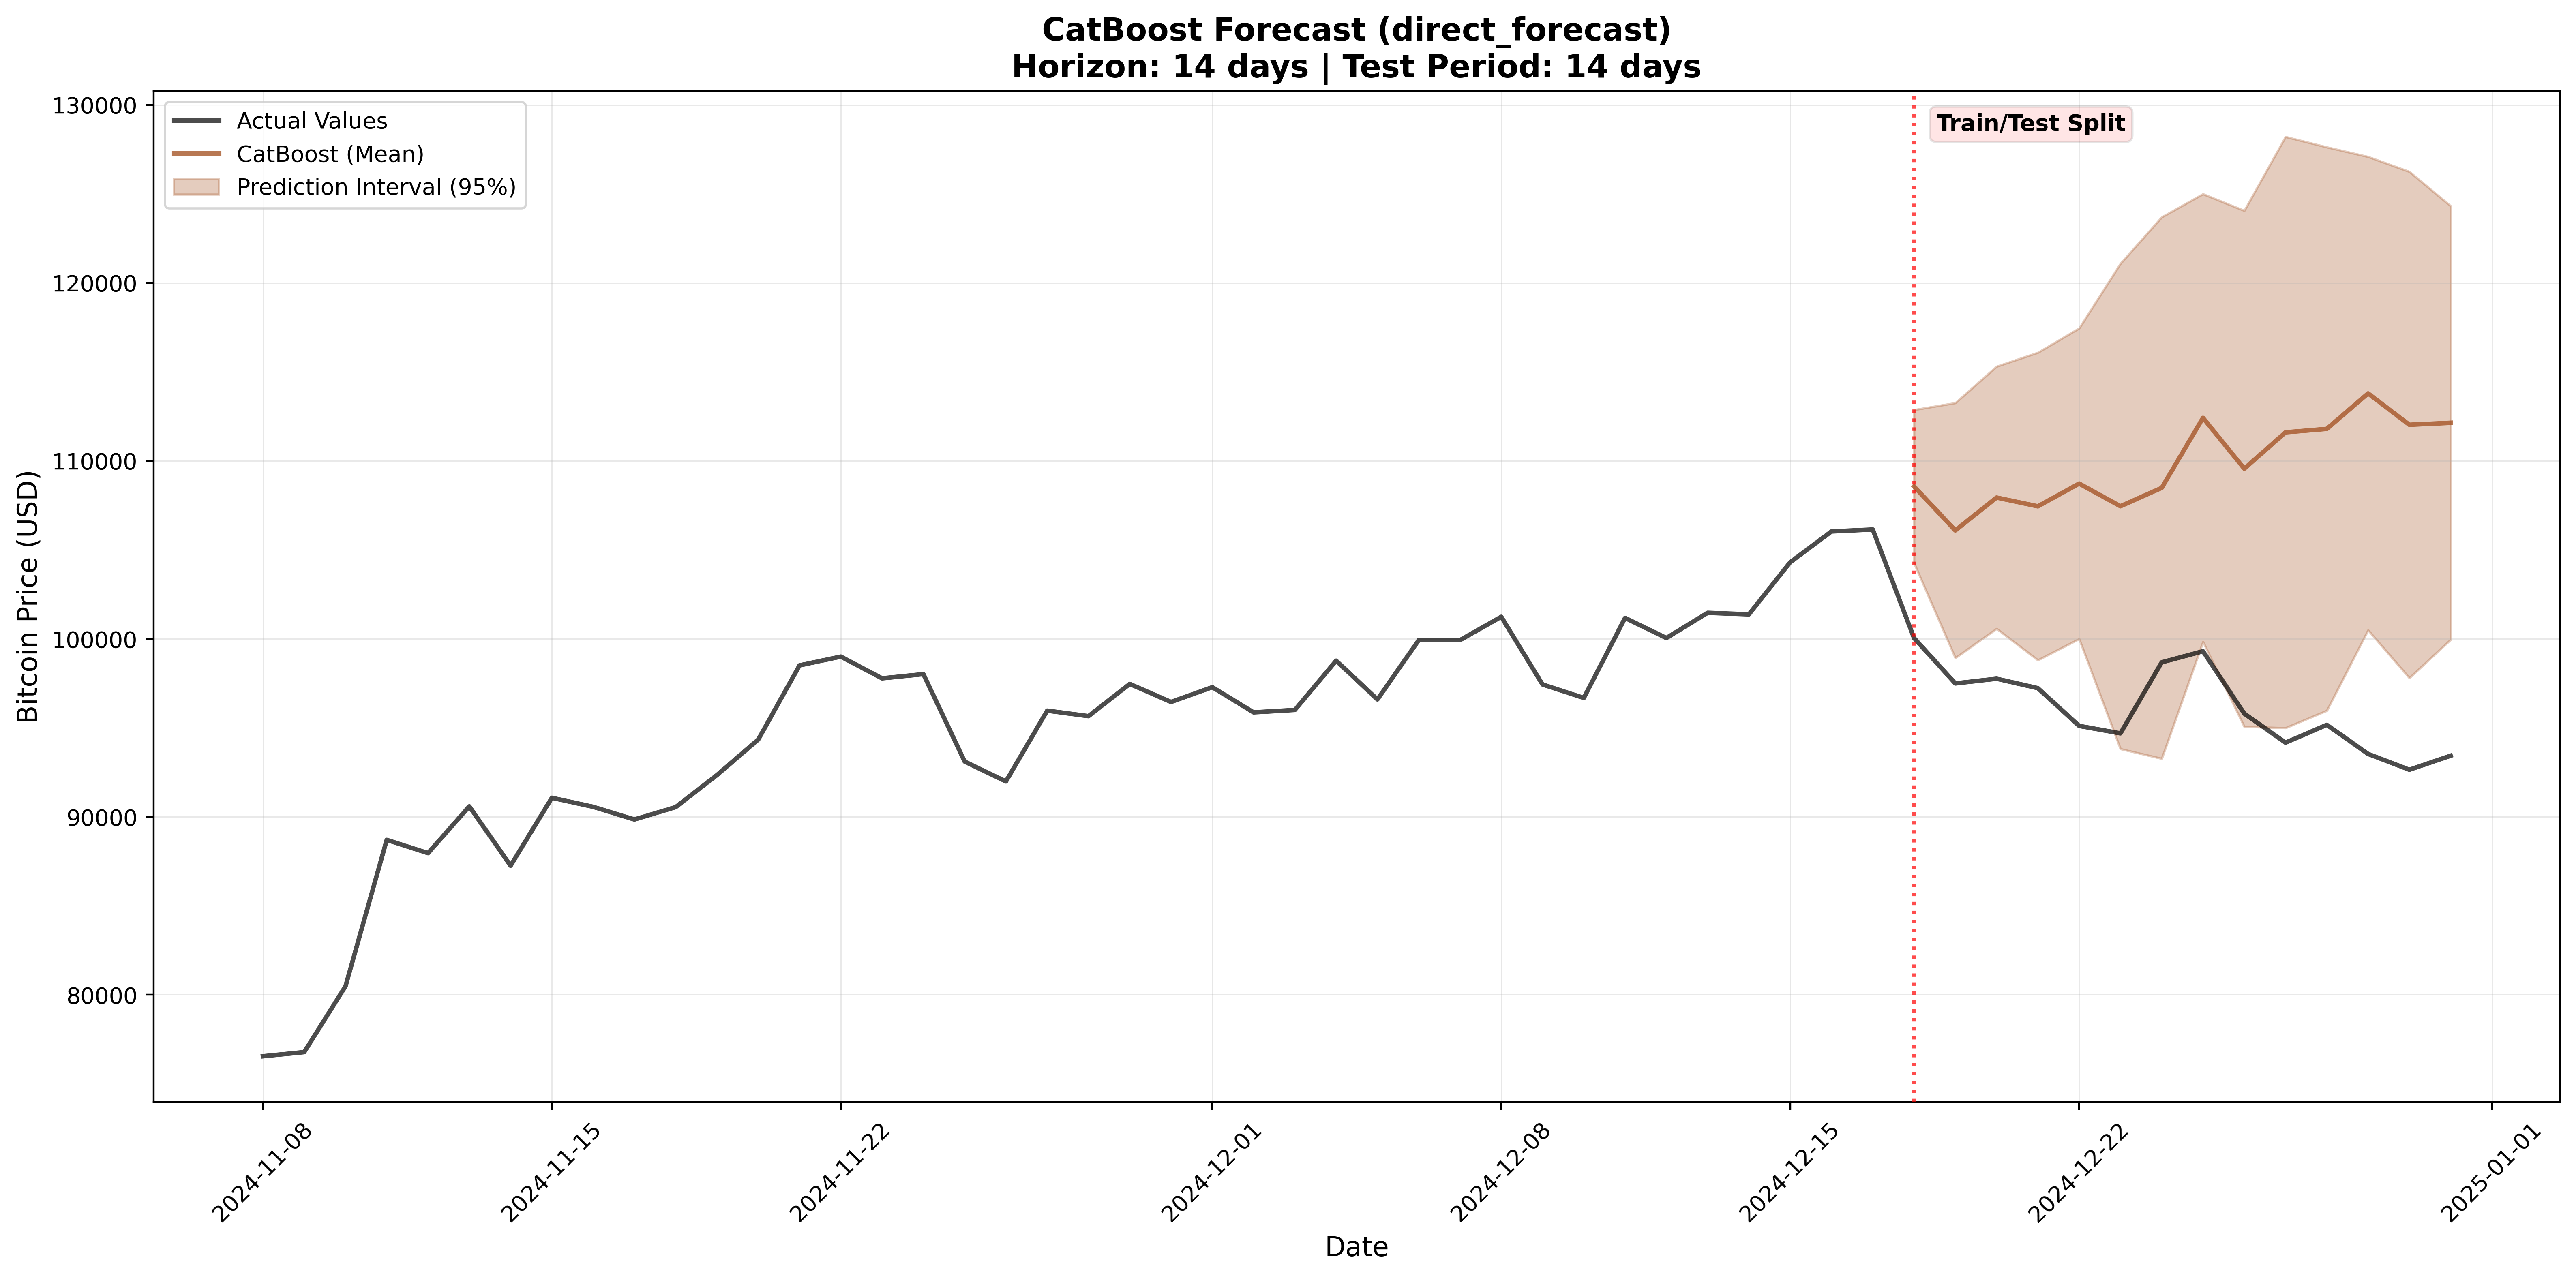 CatBoost Forecast (direct_forecast)
Horizon: 14 days | Test Period: 14 days
Actual Values
CatBoost (Mean)
Prediction Interval (95%)
Train/Test Split
130000
120000
110000
100000
90000
80000
Bitcoin Price (USD)
2024-11-08
2024-11-15
2024-11-22
2024-12-01
2024-12-08
2024-12-15
2024-12-22
2025-01-01
Date